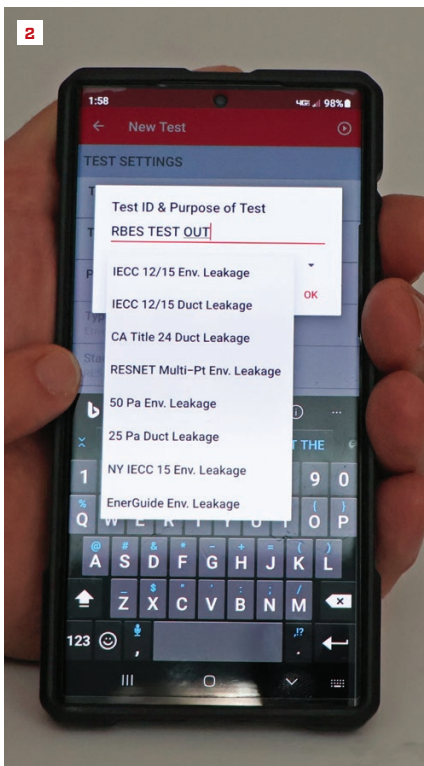 2
1:58
98%
New Test
TEST SETTINGS
Test ID & Purpose of Test
RBES TEST OUT
IECC 12/15 Env. Leakage
OK
IECC 12/15 Duct Leakage
CA Title 24 Duct Leakage
RESNET Multi-Pt Env. Leakage
50 Pa Env. Leakage
25 Pa Duct Leakage
THE
NY IECC 15 Env. Leakage
1 9 0
EnerGuide Env. Leakage
Q W E R T Y U I O P
A S D F G H J K L
Z X C V B N M
123 , .